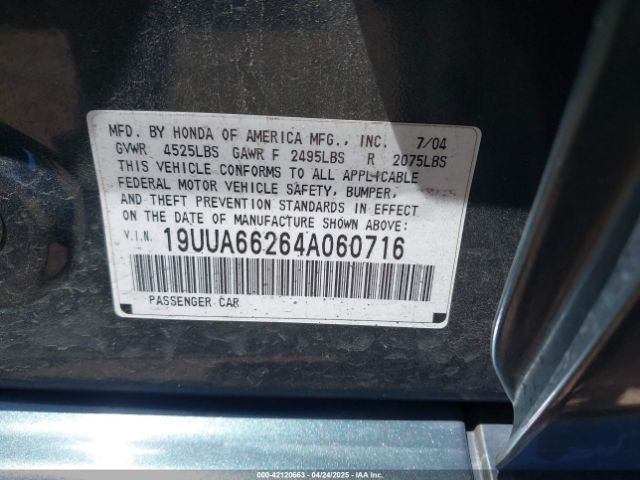 MFD. BY HONDA OF AMERICA MFG., INC. 7/04
GVWR 4525LBS GAWR F 2495LBS R 2075LBS
THIS VEHICLE CONFORMS TO ALL APPLICABLE
FEDERAL MOTOR VEHICLE SAFETY, BUMPER,
AND THEFT PREVENTION STANDARDS IN EFFECT
ON THE DATE OF MANUFACTURE SHOWN ABOVE:
V.I.N. 19UUA66264A060716
PASSENGER CAR
000-42120663 - 04/24/2025 - IAAI.COM